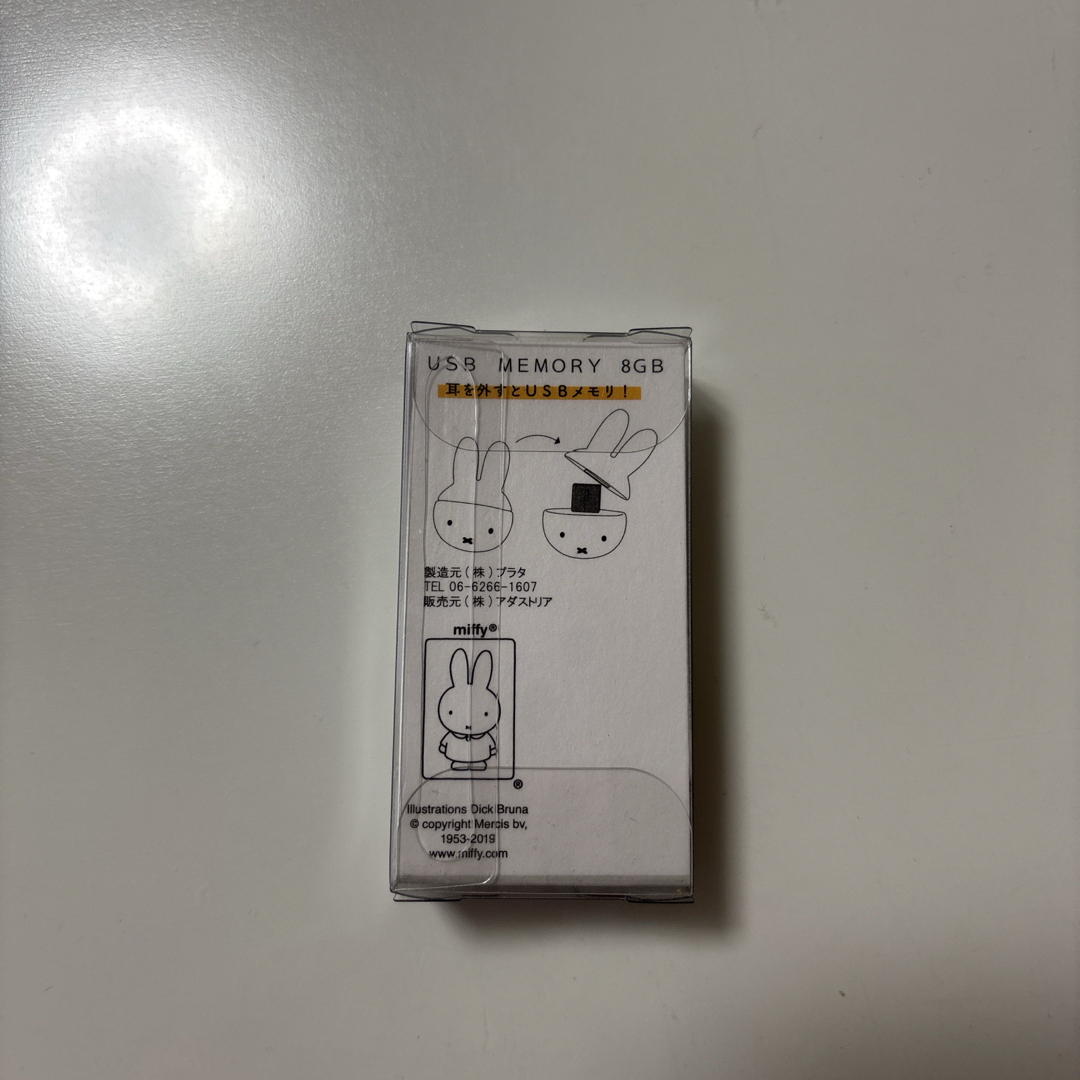 USB MEMORY 8GB
耳を外すとUSBメモリ！
製造元(株)プラタ
TEL 06-6266-1607
販売元(株)アダストリア
miffy®
®
Illustrations Dick Bruna
© copyright Mercis bv,
1953-2019
www.miffy.com